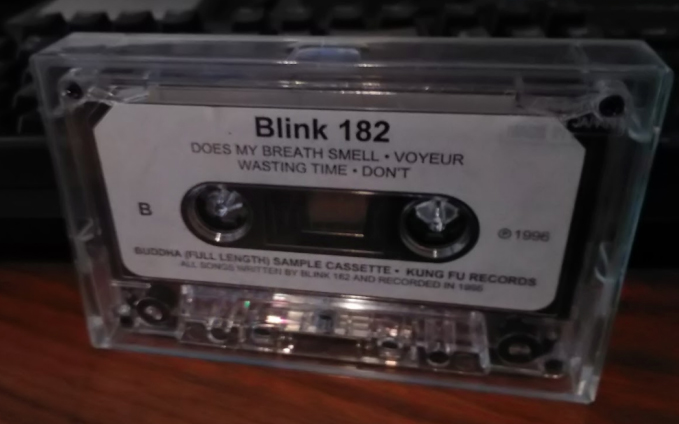 Blink 182
DOES MY BREATH SMELL • VOYEUR
WASTING TIME • DON'T
B
℗ 1996
BUDDHA (FULL LENGTH) SAMPLE CASSETTE • KUNG FU RECORDS
ALL SONGS WRITTEN BY BLINK 182 AND RECORDED IN 1995